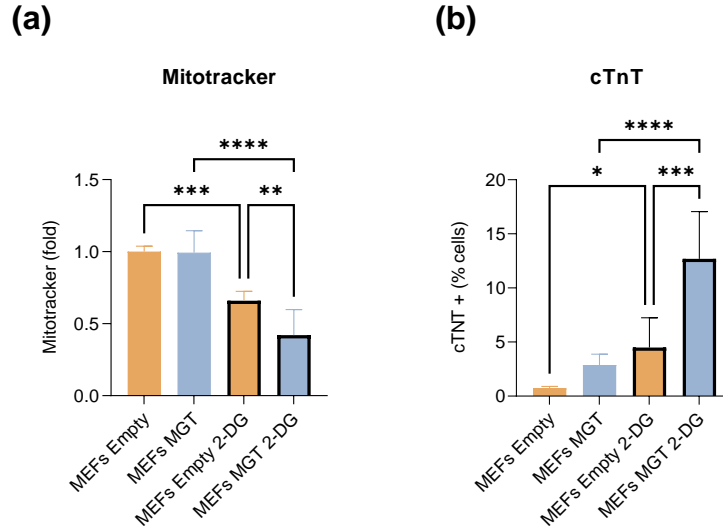 (a)
Mitotracker
****
***
**
1.5
1.0
0.5
0.0
Mitotracker (fold)
MEFs Empty
MEFs MGT
MEFs Empty 2-DG
MEFs MGT 2-DG
(b)
cTnT
****
*
***
20
15
10
5
0
cTNT + (% cells)
MEFs Empty
MEFs MGT
MEFs Empty 2-DG
MEFs MGT 2-DG